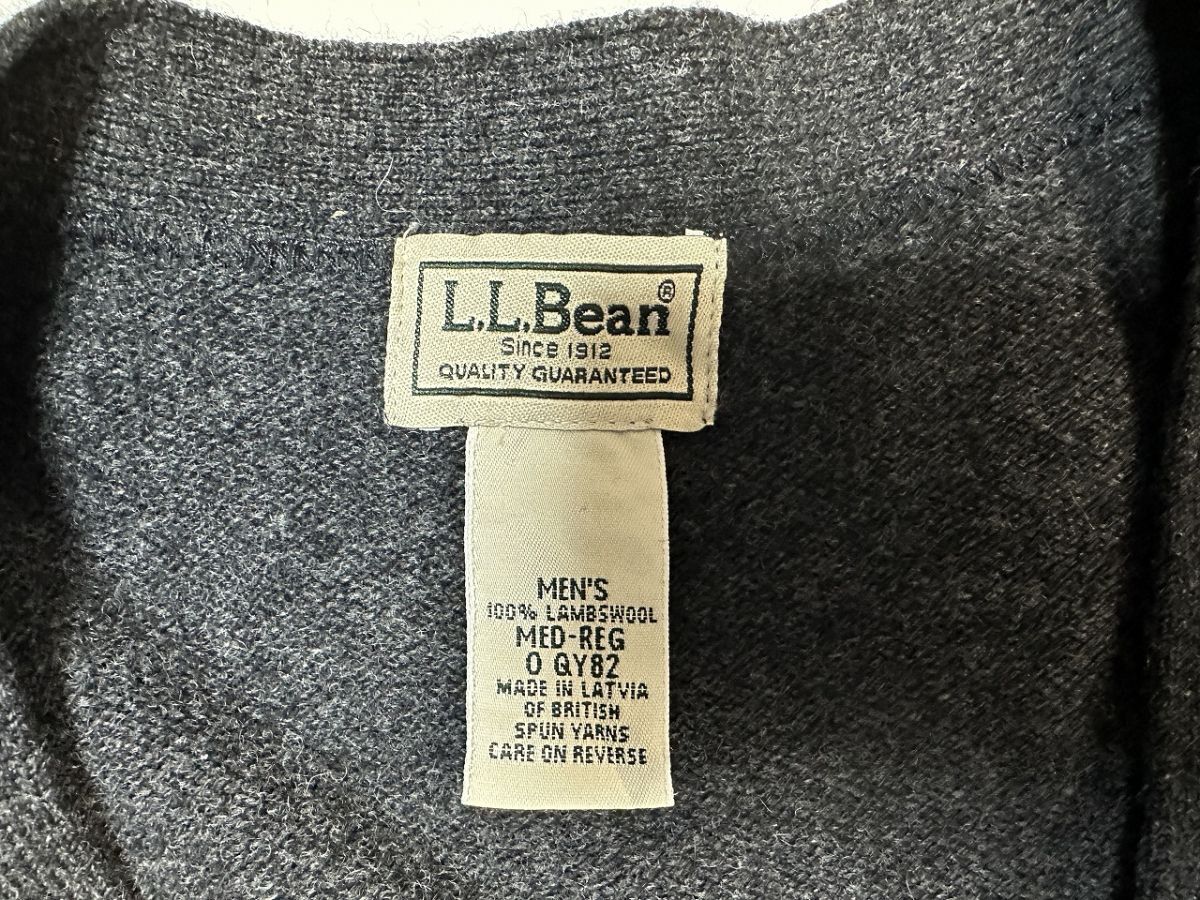 L.L.Bean®
Since 1912
QUALITY GUARANTEED
MEN'S
100% LAMBSWOOL
MED-REG
0 QY82
MADE IN LATVIA
OF BRITISH
SPUN YARNS
CARE ON REVERSE